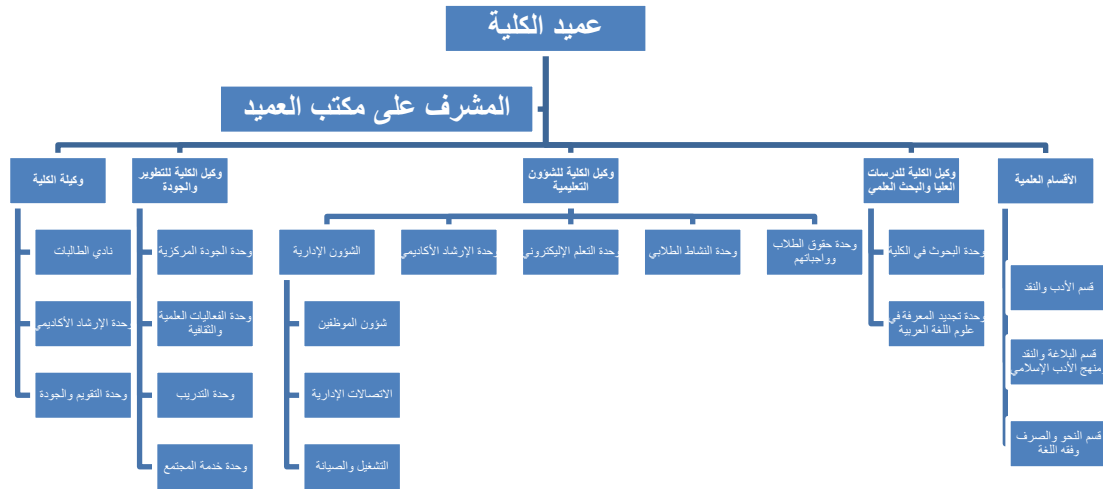 عميد الكلية
المشرف على مكتب العميد
الأقسام العلمية
وكيل الكلية للدرسات
العليا والبحث العلمي
وكيل الكلية للشؤون
التعليمية
وكيل الكلية للتطوير
والجودة
وكيلة الكلية
قسم الأدب والنقد
قسم البلاغة والنقد
ومنهج الأدب الإسلامي
قسم النحو والصرف
وفقه اللغة
وحدة البحوث في الكلية
وحدة تجديد المعرفة في
علوم اللغة العربية
وحدة حقوق الطلاب
وواجباتهم
وحدة النشاط الطلابي
وحدة التعلم الإليكتروني
وحدة الإرشاد الأكاديمي
الشؤون الإدارية
شؤون الموظفين
الاتصالات الإدارية
التشغيل والصيانة
وحدة الجودة المركزية
وحدة الفعاليات العلمية
والثقافية
وحدة التدريب
وحدة خدمة المجتمع
نادي الطالبات
وحدة الإرشاد الأكاديمي
وحدة التقويم والجودة